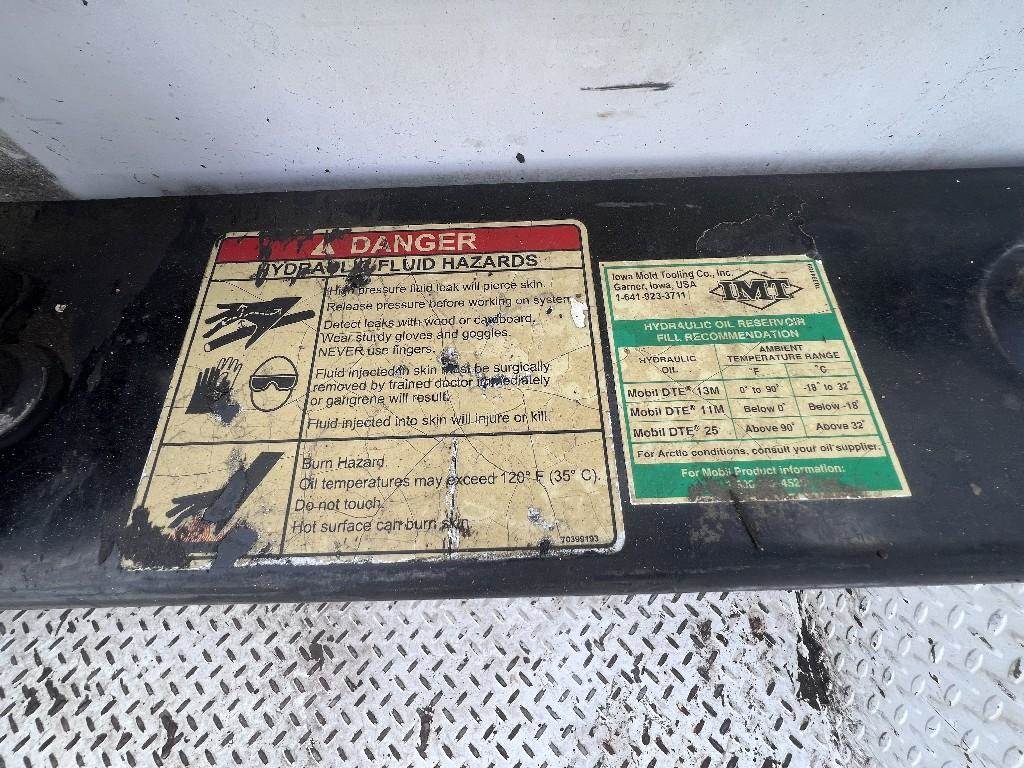 DANGER
HYDRAULIC FLUID HAZARDS
High pressure fluid leak will pierce skin.
Release pressure before working on system
Detect leaks with wood or cardboard.
Wear sturdy gloves and goggles.
NEVER use fingers.
Fluid injected in skin must be surgically
removed by trained doctor immediately
or gangrene will result.
Fluid injected into skin will injure or kill.
Burn Hazard
Oil temperatures may exceed 120° F (35° C).
Do not touch.
Hot surface can burn skin.
70399193
Iowa Mold Tooling Co., Inc.
Garner, Iowa, USA
1-641-923-3711
IMT
HYDRAULIC OIL RESERVOIR
FILL RECOMMENDATION
HYDRAULIC OIL
AMBIENT
TEMPERATURE RANGE
°F °C
Mobil DTE® 13M 0° to 90° -18° to 32°
Mobil DTE® 11M Below 0° Below -18°
Mobil DTE® 25 Above 90° Above 32°
For Arctic conditions, consult your oil supplier.
For Mobil Product information: